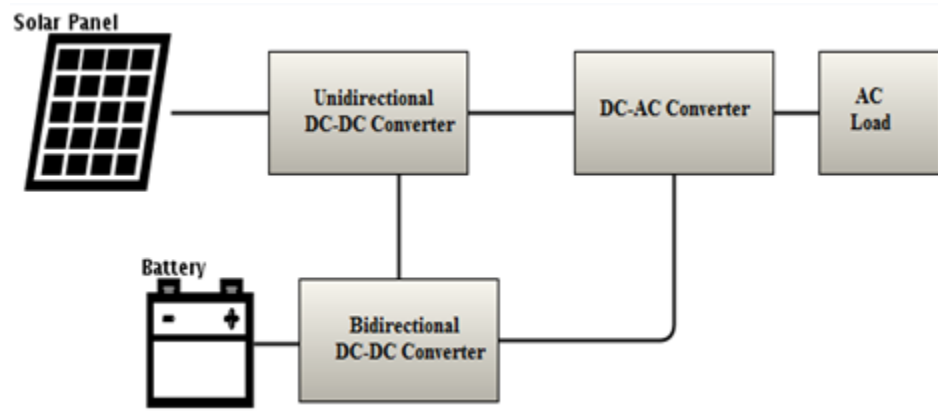 Solar Panel
Unidirectional
DC-DC Converter
DC-AC Converter
AC
Load
Battery
- +
Bidirectional
DC-DC Converter